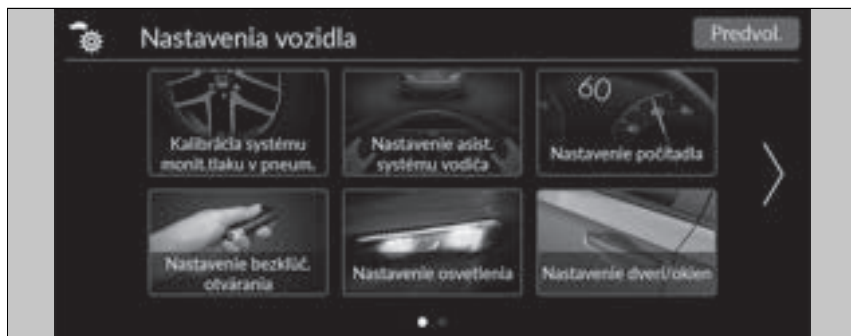 Nastavenia vozidla
Predvol.
Kalibrácia systému
monit.tlaku v pneum.
Nastavenie asist.
systému vodiča
60
Nastavenie počítadla
Nastavenie bezkľúč.
otvárania
Nastavenie osvetlenia
Nastavenie dverí/okien